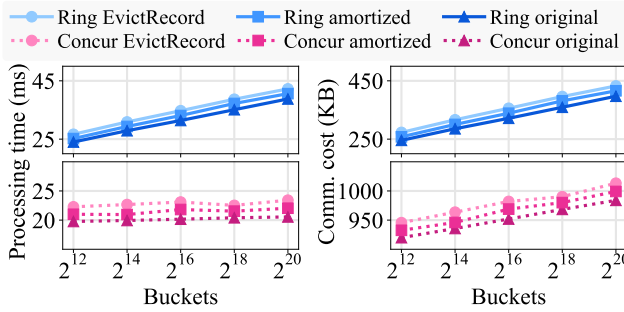 Ring EvictRecord Ring amortized Ring original
Concur EvictRecord Concur amortized Concur original
Processing time (ms)
45
25
25
20
2^12 2^14 2^16 2^18 2^20
Buckets
Comm. cost (KB)
450
250
1000
950
2^12 2^14 2^16 2^18 2^20
Buckets